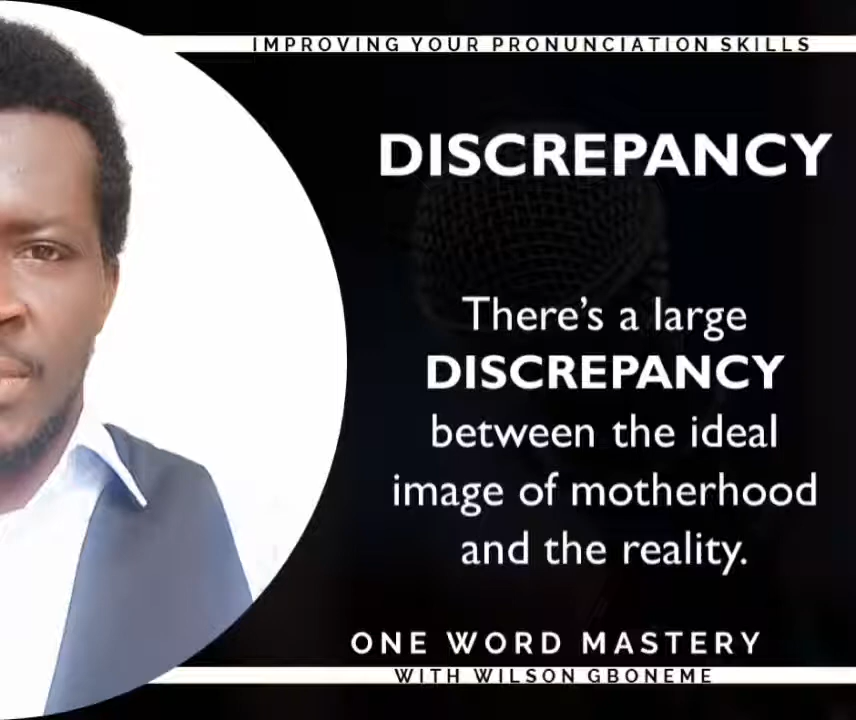 IMPROVING YOUR PRONUNCIATION SKILLS
DISCREPANCY
There's a large
DISCREPANCY
between the ideal
image of motherhood
and the reality.
ONE WORD MASTERY
WITH WILSON GBONEME